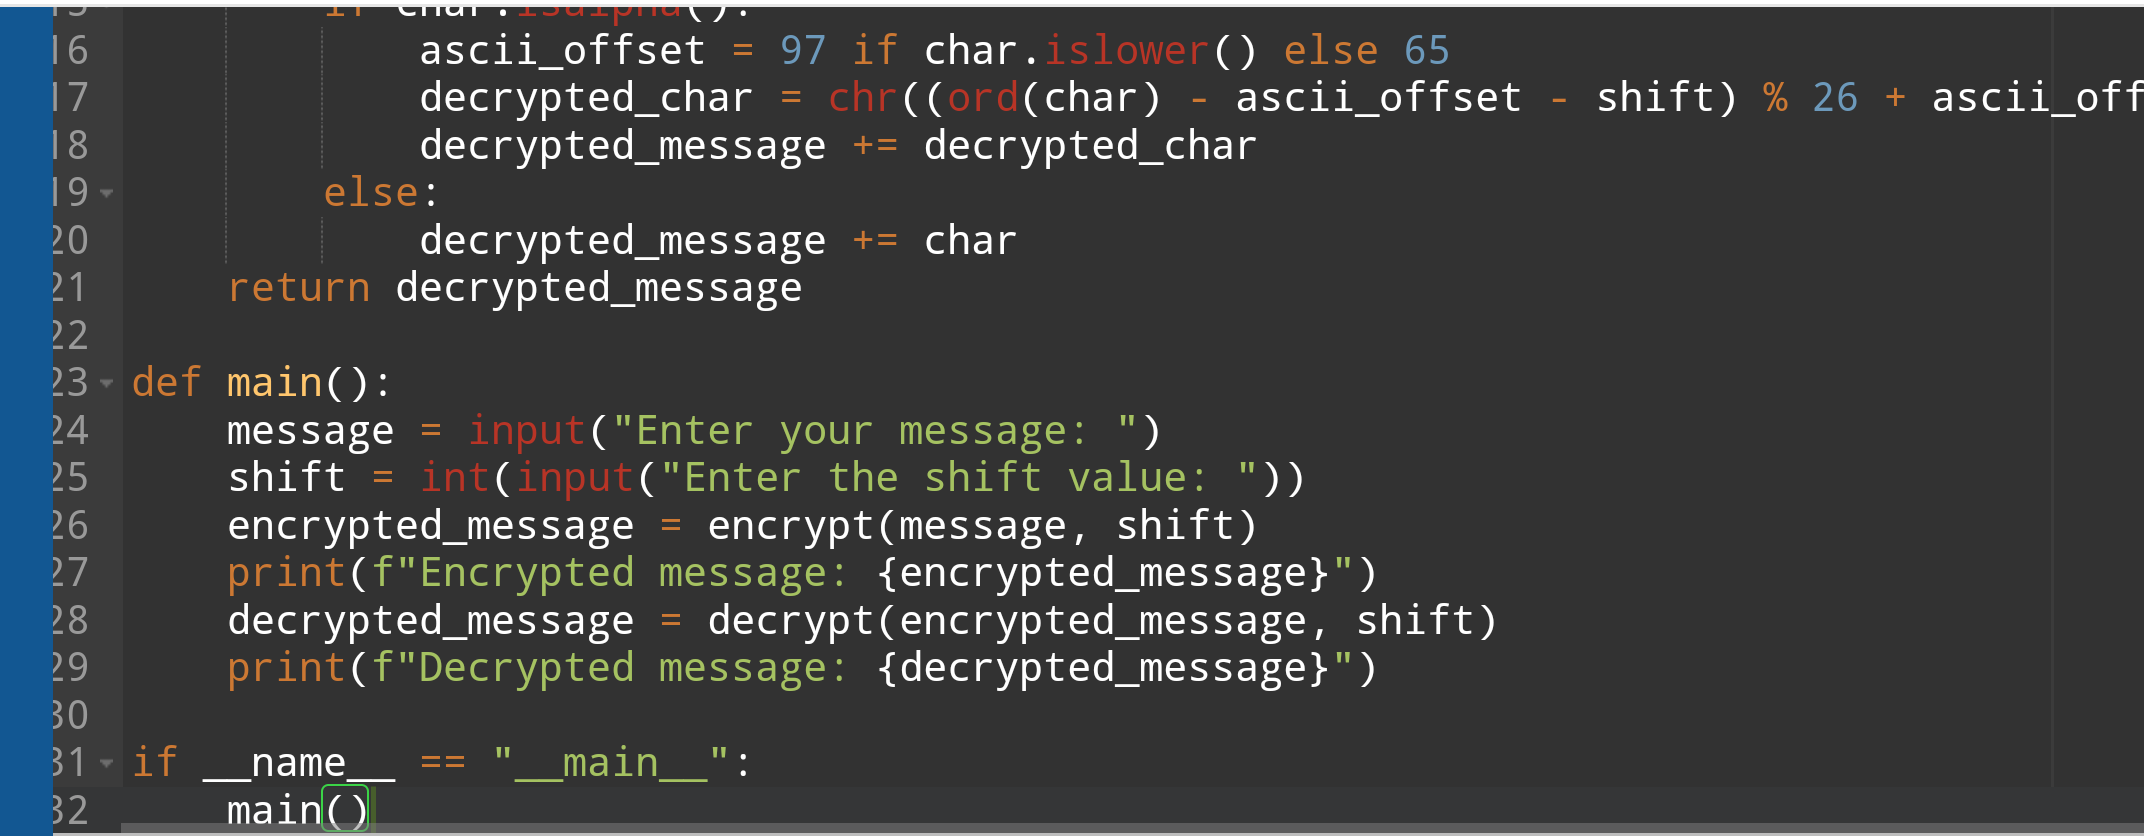 if char.isalpha():
16 ascii_offset = 97 if char.islower() else 65
17 decrypted_char = chr((ord(char) - ascii_offset - shift) % 26 + ascii_off
18 decrypted_message += decrypted_char
19 else:
20 decrypted_message += char
21 return decrypted_message
22
23 def main():
24 message = input("Enter your message: ")
25 shift = int(input("Enter the shift value: "))
26 encrypted_message = encrypt(message, shift)
27 print(f"Encrypted message: {encrypted_message}")
28 decrypted_message = decrypt(encrypted_message, shift)
29 print(f"Decrypted message: {decrypted_message}")
30
31 if __name__ == "__main__":
32 main()